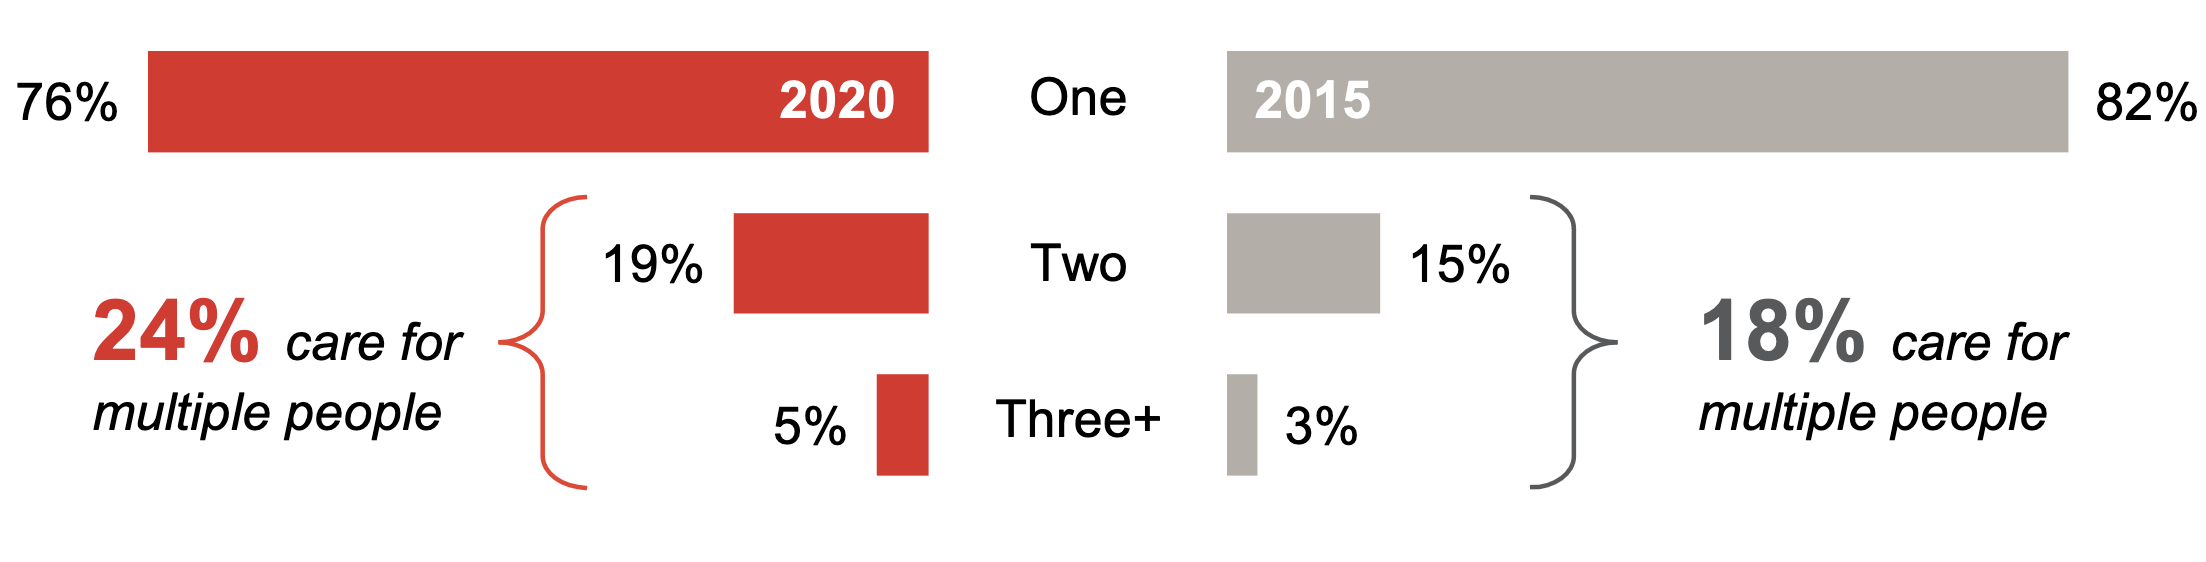 76% 2020 One 2015 82%
19% Two 15%
24% care for
multiple people
18% care for
multiple people
5% Three+ 3%